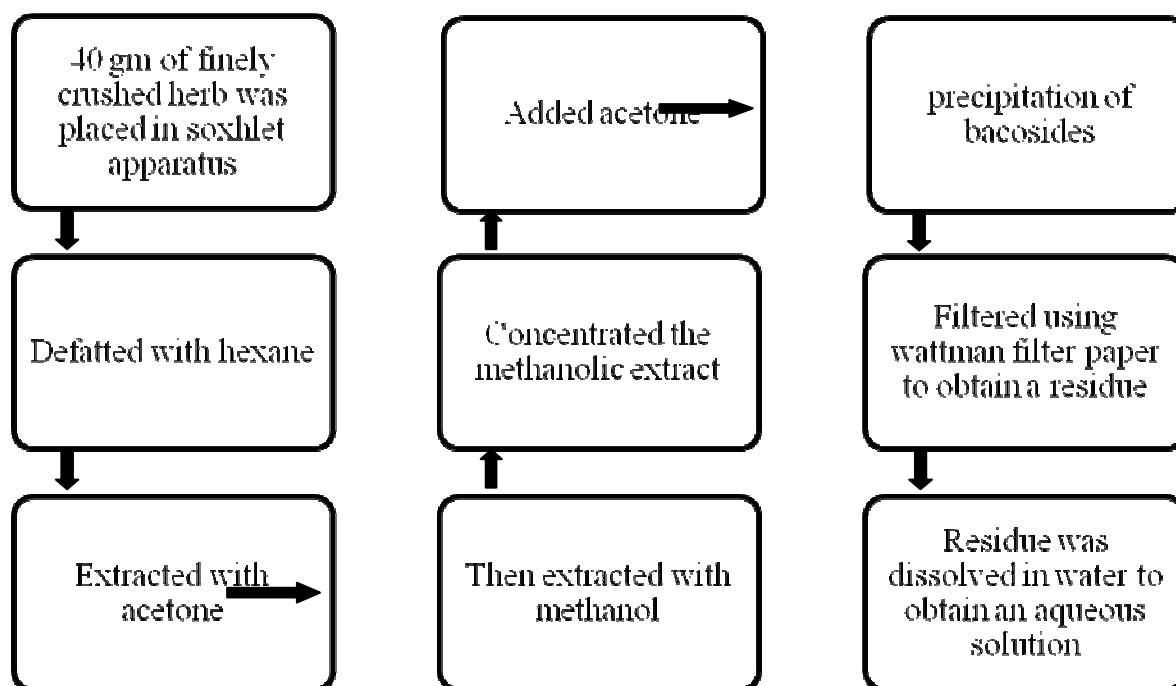 40 gm of finely
crushed herb was
placed in soxhlet
apparatus
Defatted with hexane
Extracted with
acetone
Then extracted with
methanol
Concentrated the
methanolic extract
Added acetone
precipitation of
bacosides
Filtered using
wattman filter paper
to obtain a residue
Residue was
dissolved in water to
obtain an aqueous
solution